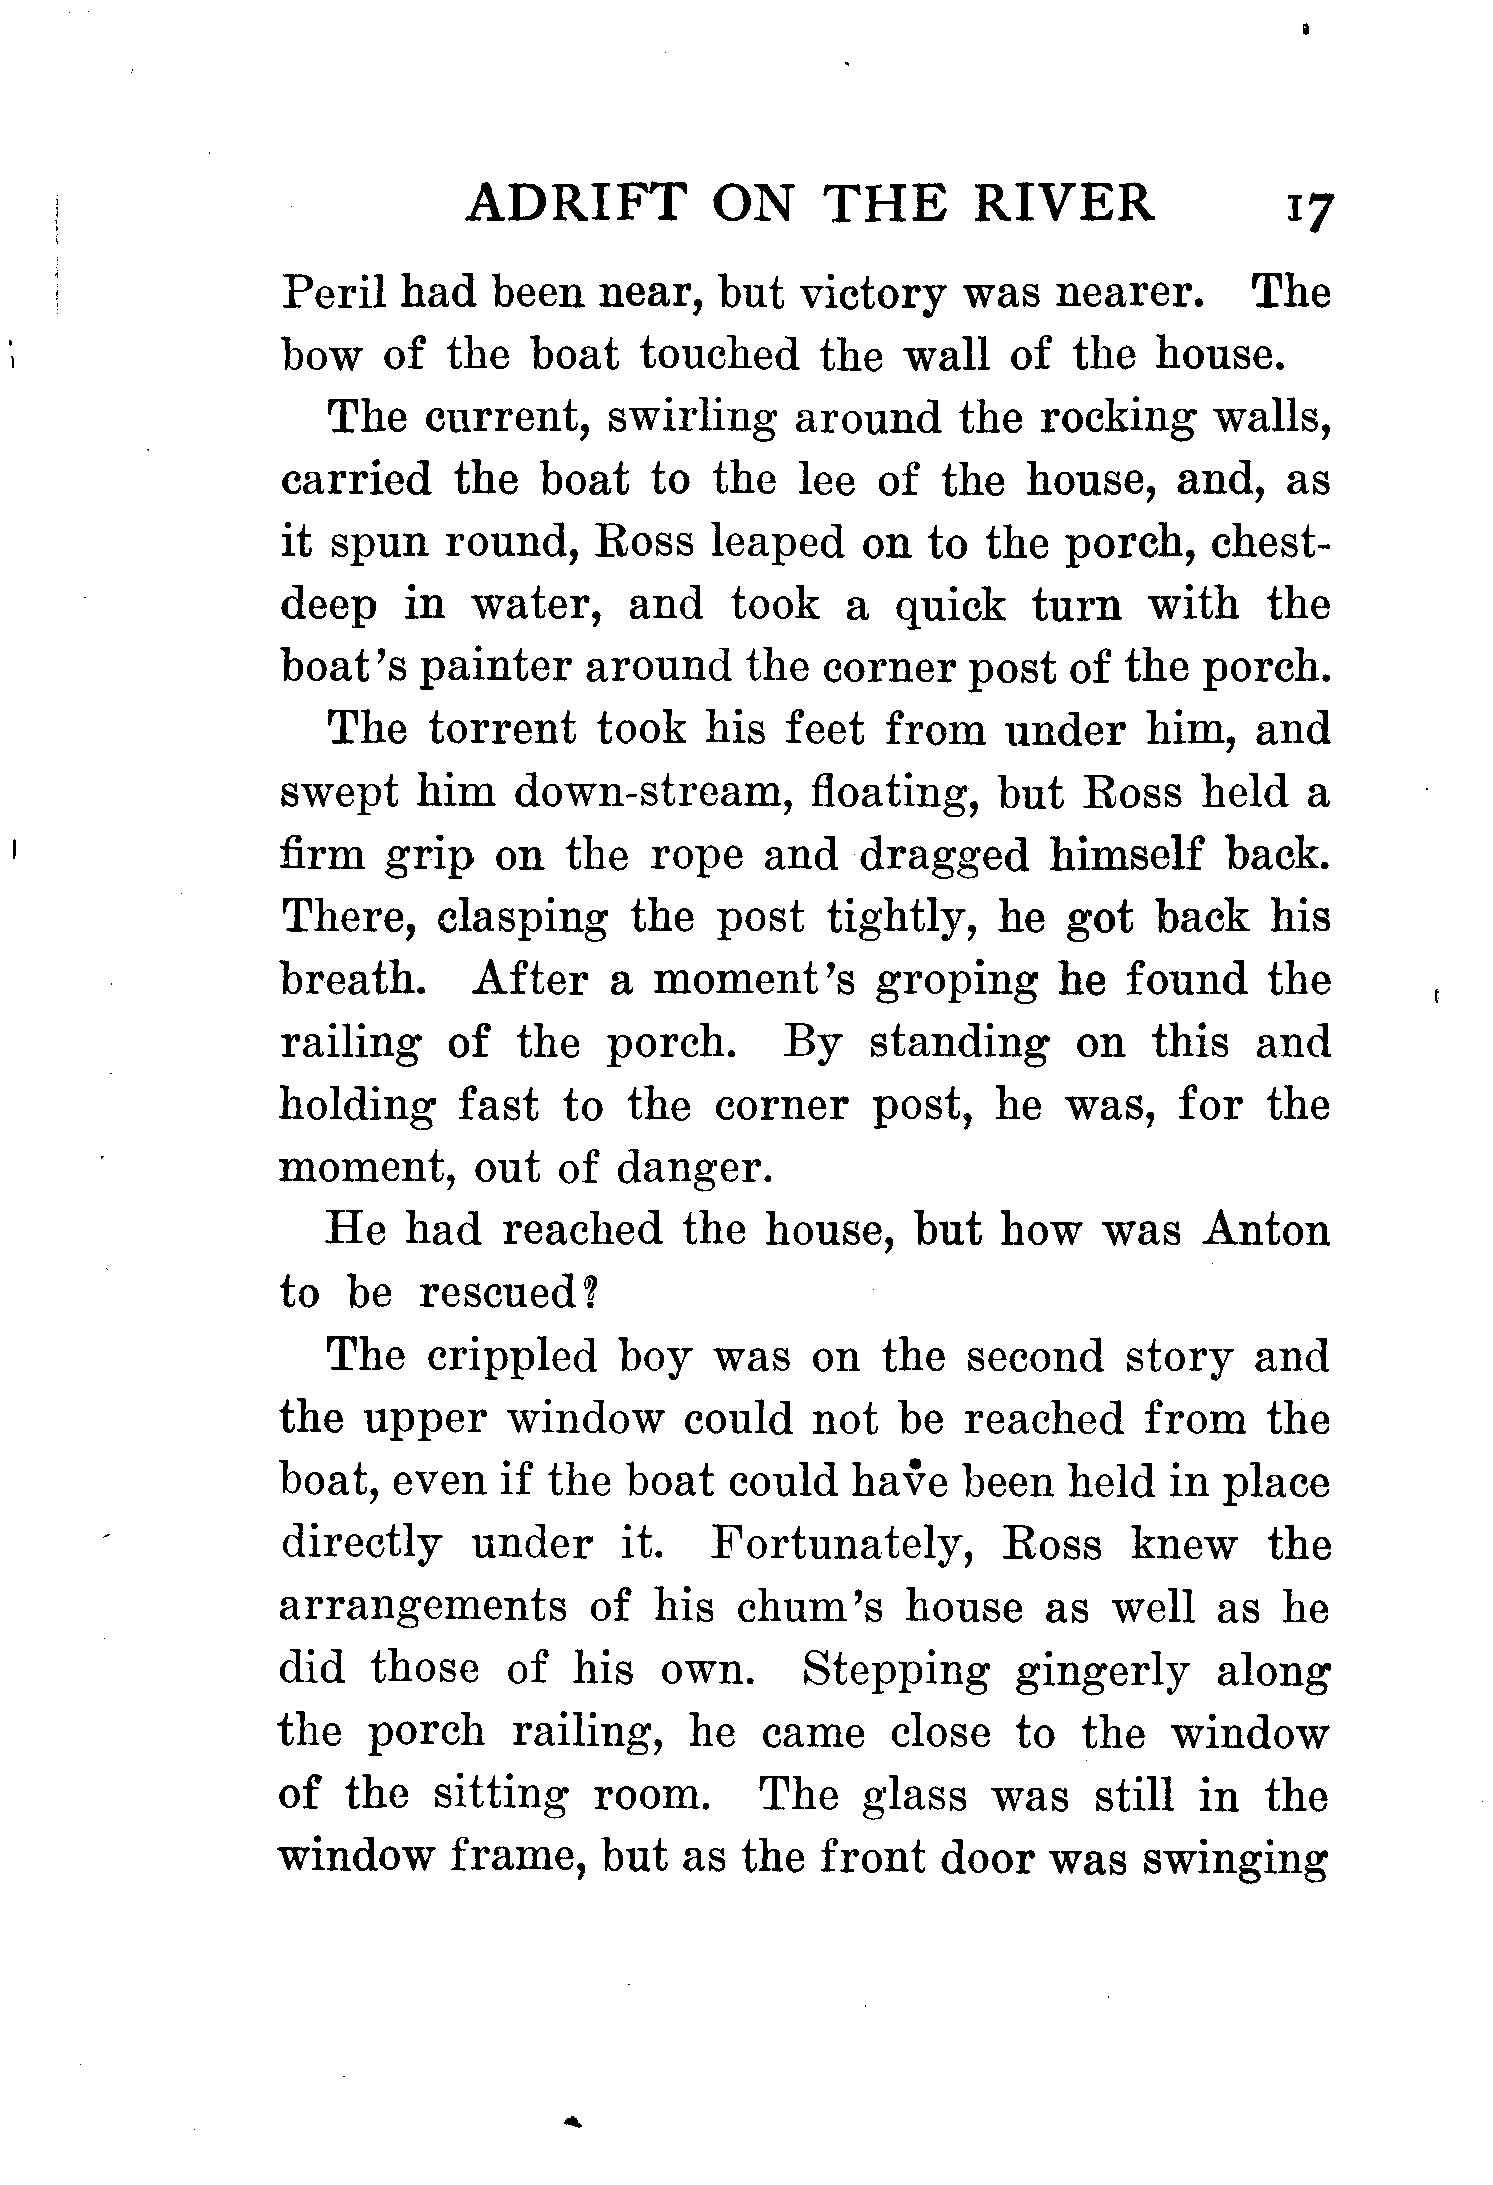 ADRIFT ON THE RIVER 17
Peril had been near, but victory was nearer. The
bow of the boat touched the wall of the house.
The current, swirling around the rocking walls,
carried the boat to the lee of the house, and, as
it spun round, Ross leaped on to the porch, chest-
deep in water, and took a quick turn with the
boat's painter around the corner post of the porch.
The torrent took his feet from under him, and
swept him down-stream, floating, but Ross held a
firm grip on the rope and dragged himself back.
There, clasping the post tightly, he got back his
breath. After a moment's groping he found the
railing of the porch. By standing on this and
holding fast to the corner post, he was, for the
moment, out of danger.
He had reached the house, but how was Anton
to be rescued?
The crippled boy was on the second story and
the upper window could not be reached from the
boat, even if the boat could have been held in place
directly under it. Fortunately, Ross knew the
arrangements of his chum's house as well as he
did those of his own. Stepping gingerly along
the porch railing, he came close to the window
of the sitting room. The glass was still in the
window frame, but as the front door was swinging